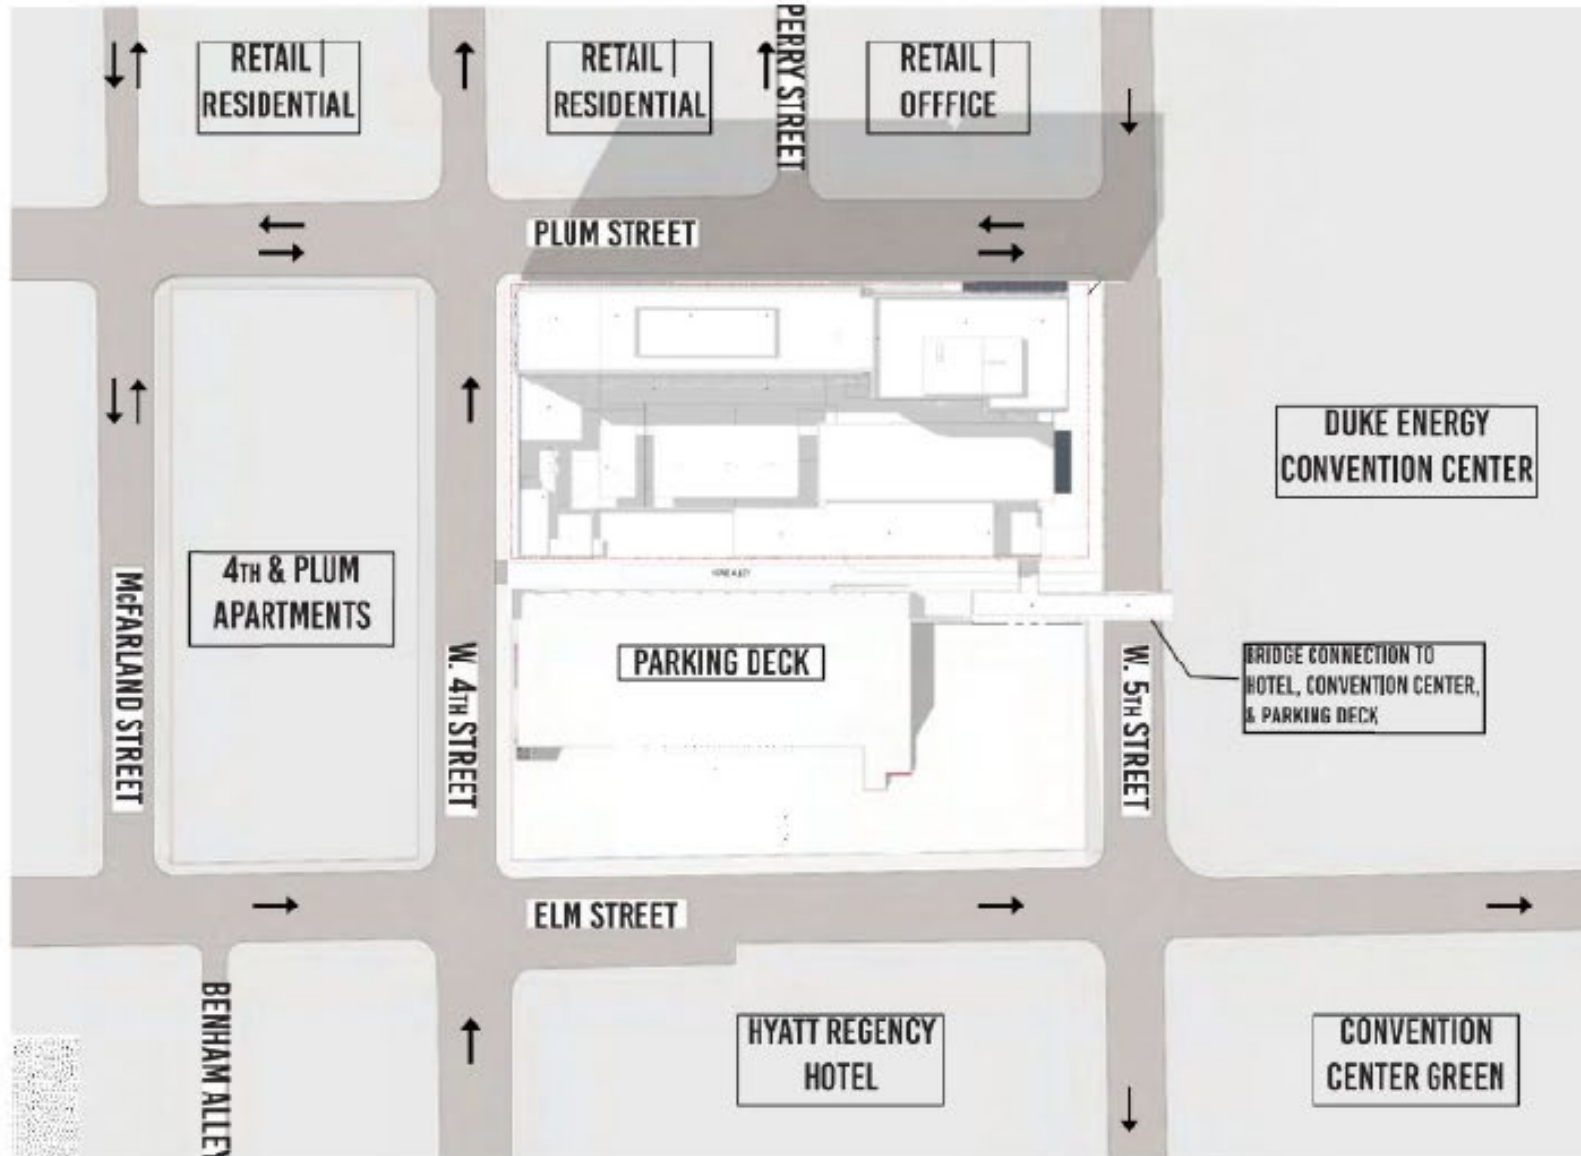 RETAIL |
RESIDENTIAL
RETAIL |
RESIDENTIAL
PERRY STREET
RETAIL |
OFFFICE
PLUM STREET
DUKE ENERGY
CONVENTION CENTER
4TH & PLUM
APARTMENTS
McFARLAND STREET
W. 4TH STREET
PARKING DECK
W. 5TH STREET
BRIDGE CONNECTION TO
HOTEL, CONVENTION CENTER,
& PARKING DECK
ELM STREET
BENHAM ALLEY
HYATT REGENCY
HOTEL
CONVENTION
CENTER GREEN